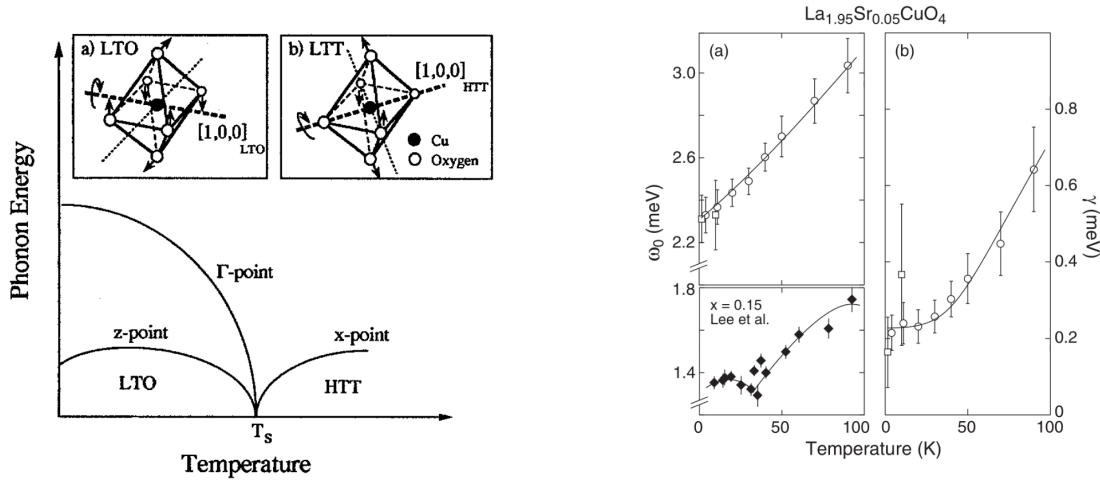 a) LTO
[1,0,0]
LTO
b) LTT
[1,0,0]
HTT
Cu
Oxygen
Phonon Energy
Γ-point
z-point
x-point
LTO
HTT
Ts
Temperature
La1.95Sr0.05CuO4
(a)
3.0
2.6
2.2
ω0 (meV)
1.8
1.4
x = 0.15
Lee et al.
0
50
100
(b)
0.8
0.6
0.4
0.2
0
γ (meV)
0
50
100
Temperature (K)